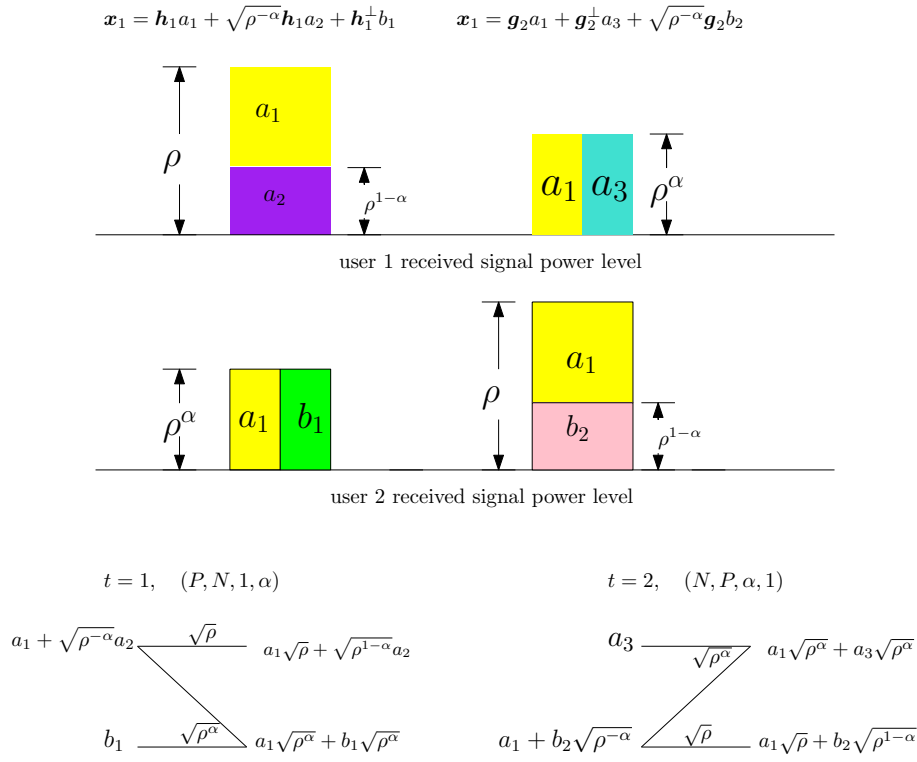 𝒙₁ = 𝒉₁a₁ + √(ρ^{−α})𝒉₁a₂ + 𝒉₁^⊥b₁
𝒙₁ = 𝒈₂a₁ + 𝒈₂^⊥a₃ + √(ρ^{−α})𝒈₂b₂
a₁
ρ
a₂
ρ^{1−α}
a₁ a₃
ρ^α
user 1 received signal power level
ρ^α
a₁ b₁
ρ
a₁
b₂
ρ^{1−α}
user 2 received signal power level
t = 1, (P, N, 1, α)
a₁ + √(ρ^{−α})a₂
√ρ
a₁√ρ + √(ρ^{1−α})a₂
b₁
√(ρ^α)
a₁√(ρ^α) + b₁√(ρ^α)
t = 2, (N, P, α, 1)
a₃
√(ρ^α)
a₁√(ρ^α) + a₃√(ρ^α)
a₁ + b₂√(ρ^{−α})
√ρ
a₁√ρ + b₂√(ρ^{1−α})